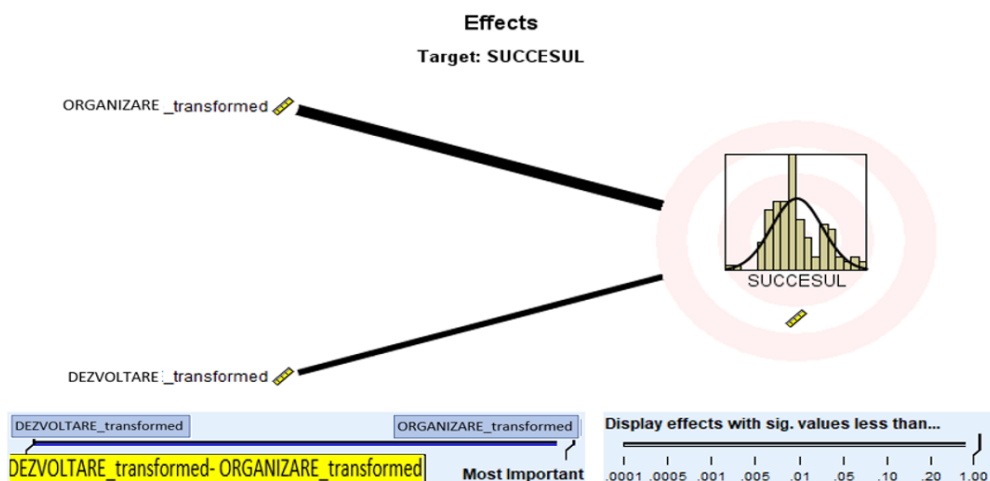 Effects
Target: SUCCESUL
ORGANIZARE _transformed
SUCCESUL
DEZVOLTARE _transformed
DEZVOLTARE_transformed
ORGANIZARE_transformed
DEZVOLTARE_transformed- ORGANIZARE_transformed
Most Important
Display effects with sig. values less than...
.0001 .0005 .001 .005 .01 .05 .10 .20 1.00